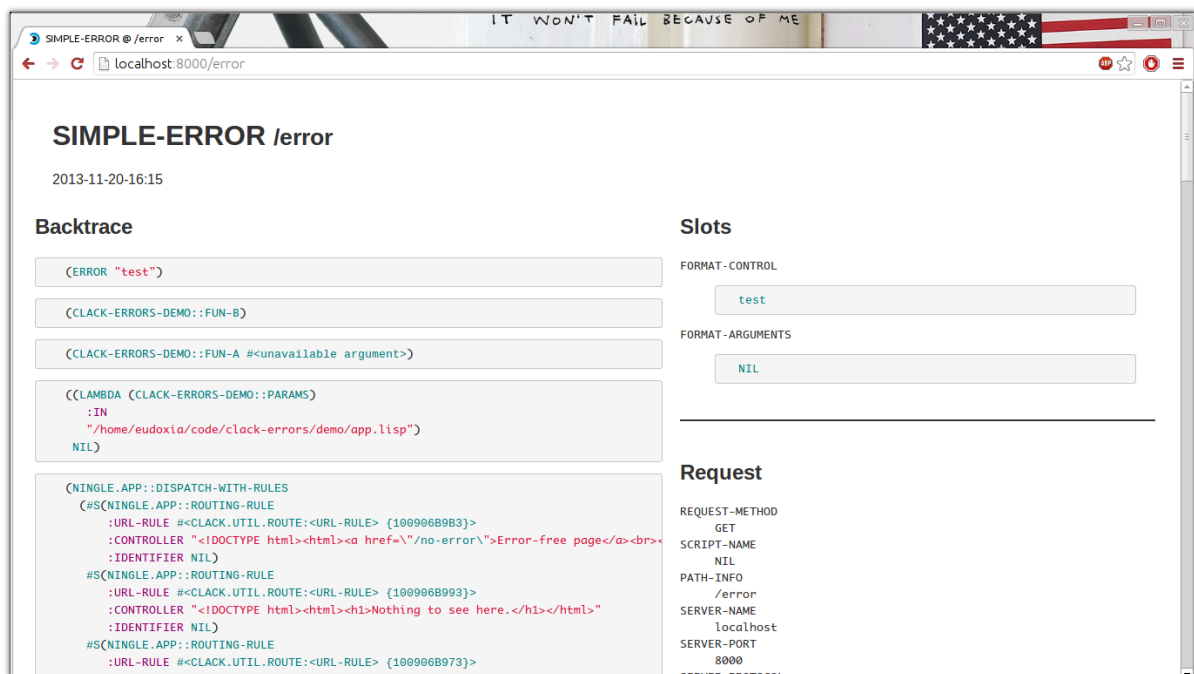 IT WON'T FAIL BECAUSE OF ME
SIMPLE-ERROR @ /error
localhost:8000/error
ABP
SIMPLE-ERROR /error
2013-11-20-16:15
Backtrace
(ERROR "test")
(CLACK-ERRORS-DEMO::FUN-B)
(CLACK-ERRORS-DEMO::FUN-A #<unavailable argument>)
((LAMBDA (CLACK-ERRORS-DEMO::PARAMS)
:IN
"/home/eudoxia/code/clack-errors/demo/app.lisp")
NIL)
(NINGLE.APP::DISPATCH-WITH-RULES
(#S(NINGLE.APP::ROUTING-RULE
:URL-RULE #<CLACK.UTIL.ROUTE:<URL-RULE> {100906B9B3}>
:CONTROLLER "<!DOCTYPE html><html><a href=\"/no-error\">Error-free page</a><br><
:IDENTIFIER NIL)
#S(NINGLE.APP::ROUTING-RULE
:URL-RULE #<CLACK.UTIL.ROUTE:<URL-RULE> {100906B993}>
:CONTROLLER "<!DOCTYPE html><html><h1>Nothing to see here.</h1></html>"
:IDENTIFIER NIL)
#S(NINGLE.APP::ROUTING-RULE
:URL-RULE #<CLACK.UTIL.ROUTE:<URL-RULE> {100906B973}>
Slots
FORMAT-CONTROL
test
FORMAT-ARGUMENTS
NIL
Request
REQUEST-METHOD
GET
SCRIPT-NAME
NIL
PATH-INFO
/error
SERVER-NAME
localhost
SERVER-PORT
8000
SERVER-PROTOCOL